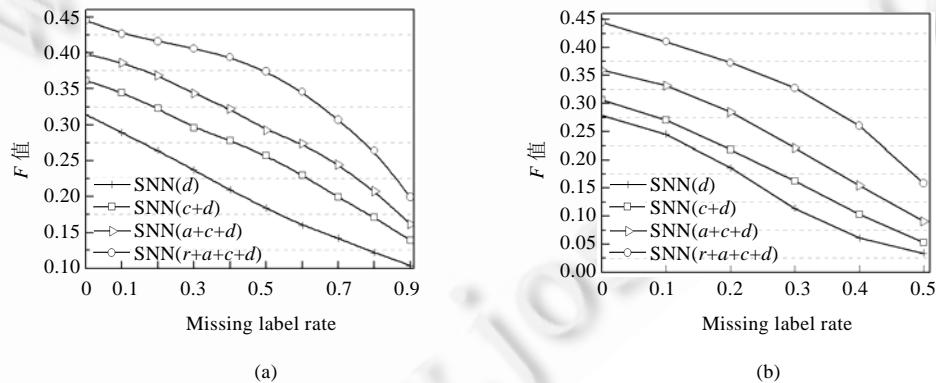 0.45
0.40
0.35
0.30
0.25
0.20
0.15
0.10
F 值
SNN(d)
SNN(c+d)
SNN(a+c+d)
SNN(r+a+c+d)
0 0.1 0.3 0.5 0.7 0.9
Missing label rate
(a)
0.45
0.40
0.35
0.30
0.25
0.20
0.15
0.10
0.05
0.00
F 值
SNN(d)
SNN(c+d)
SNN(a+c+d)
SNN(r+a+c+d)
0 0.1 0.2 0.3 0.4 0.5
Missing label rate
(b)